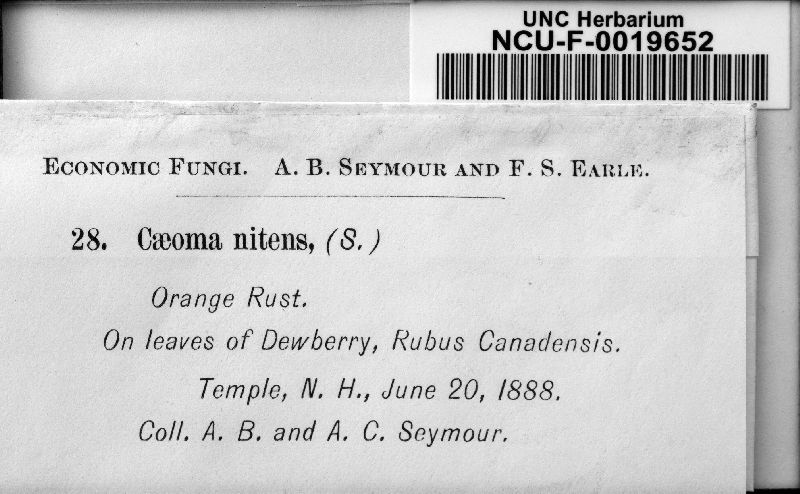 UNC Herbarium
NCU-F-0019652
Economic Fungi. A. B. Seymour and F. S. Earle.
28. Cæoma nitens, (S.)
Orange Rust.
On leaves of Dewberry, Rubus Canadensis.
Temple, N. H., June 20, 1888.
Coll. A. B. and A. C. Seymour.